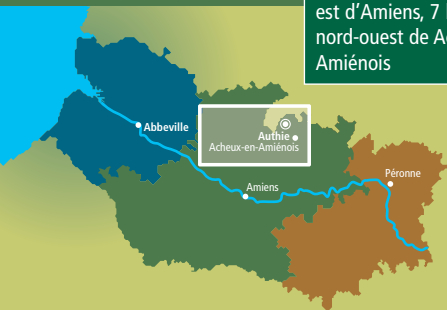 est d'Amiens, 7
nord-ouest de
Amiénois
Abbeville
Authie
Acheux-en-Amiénois
Amiens
Péronne